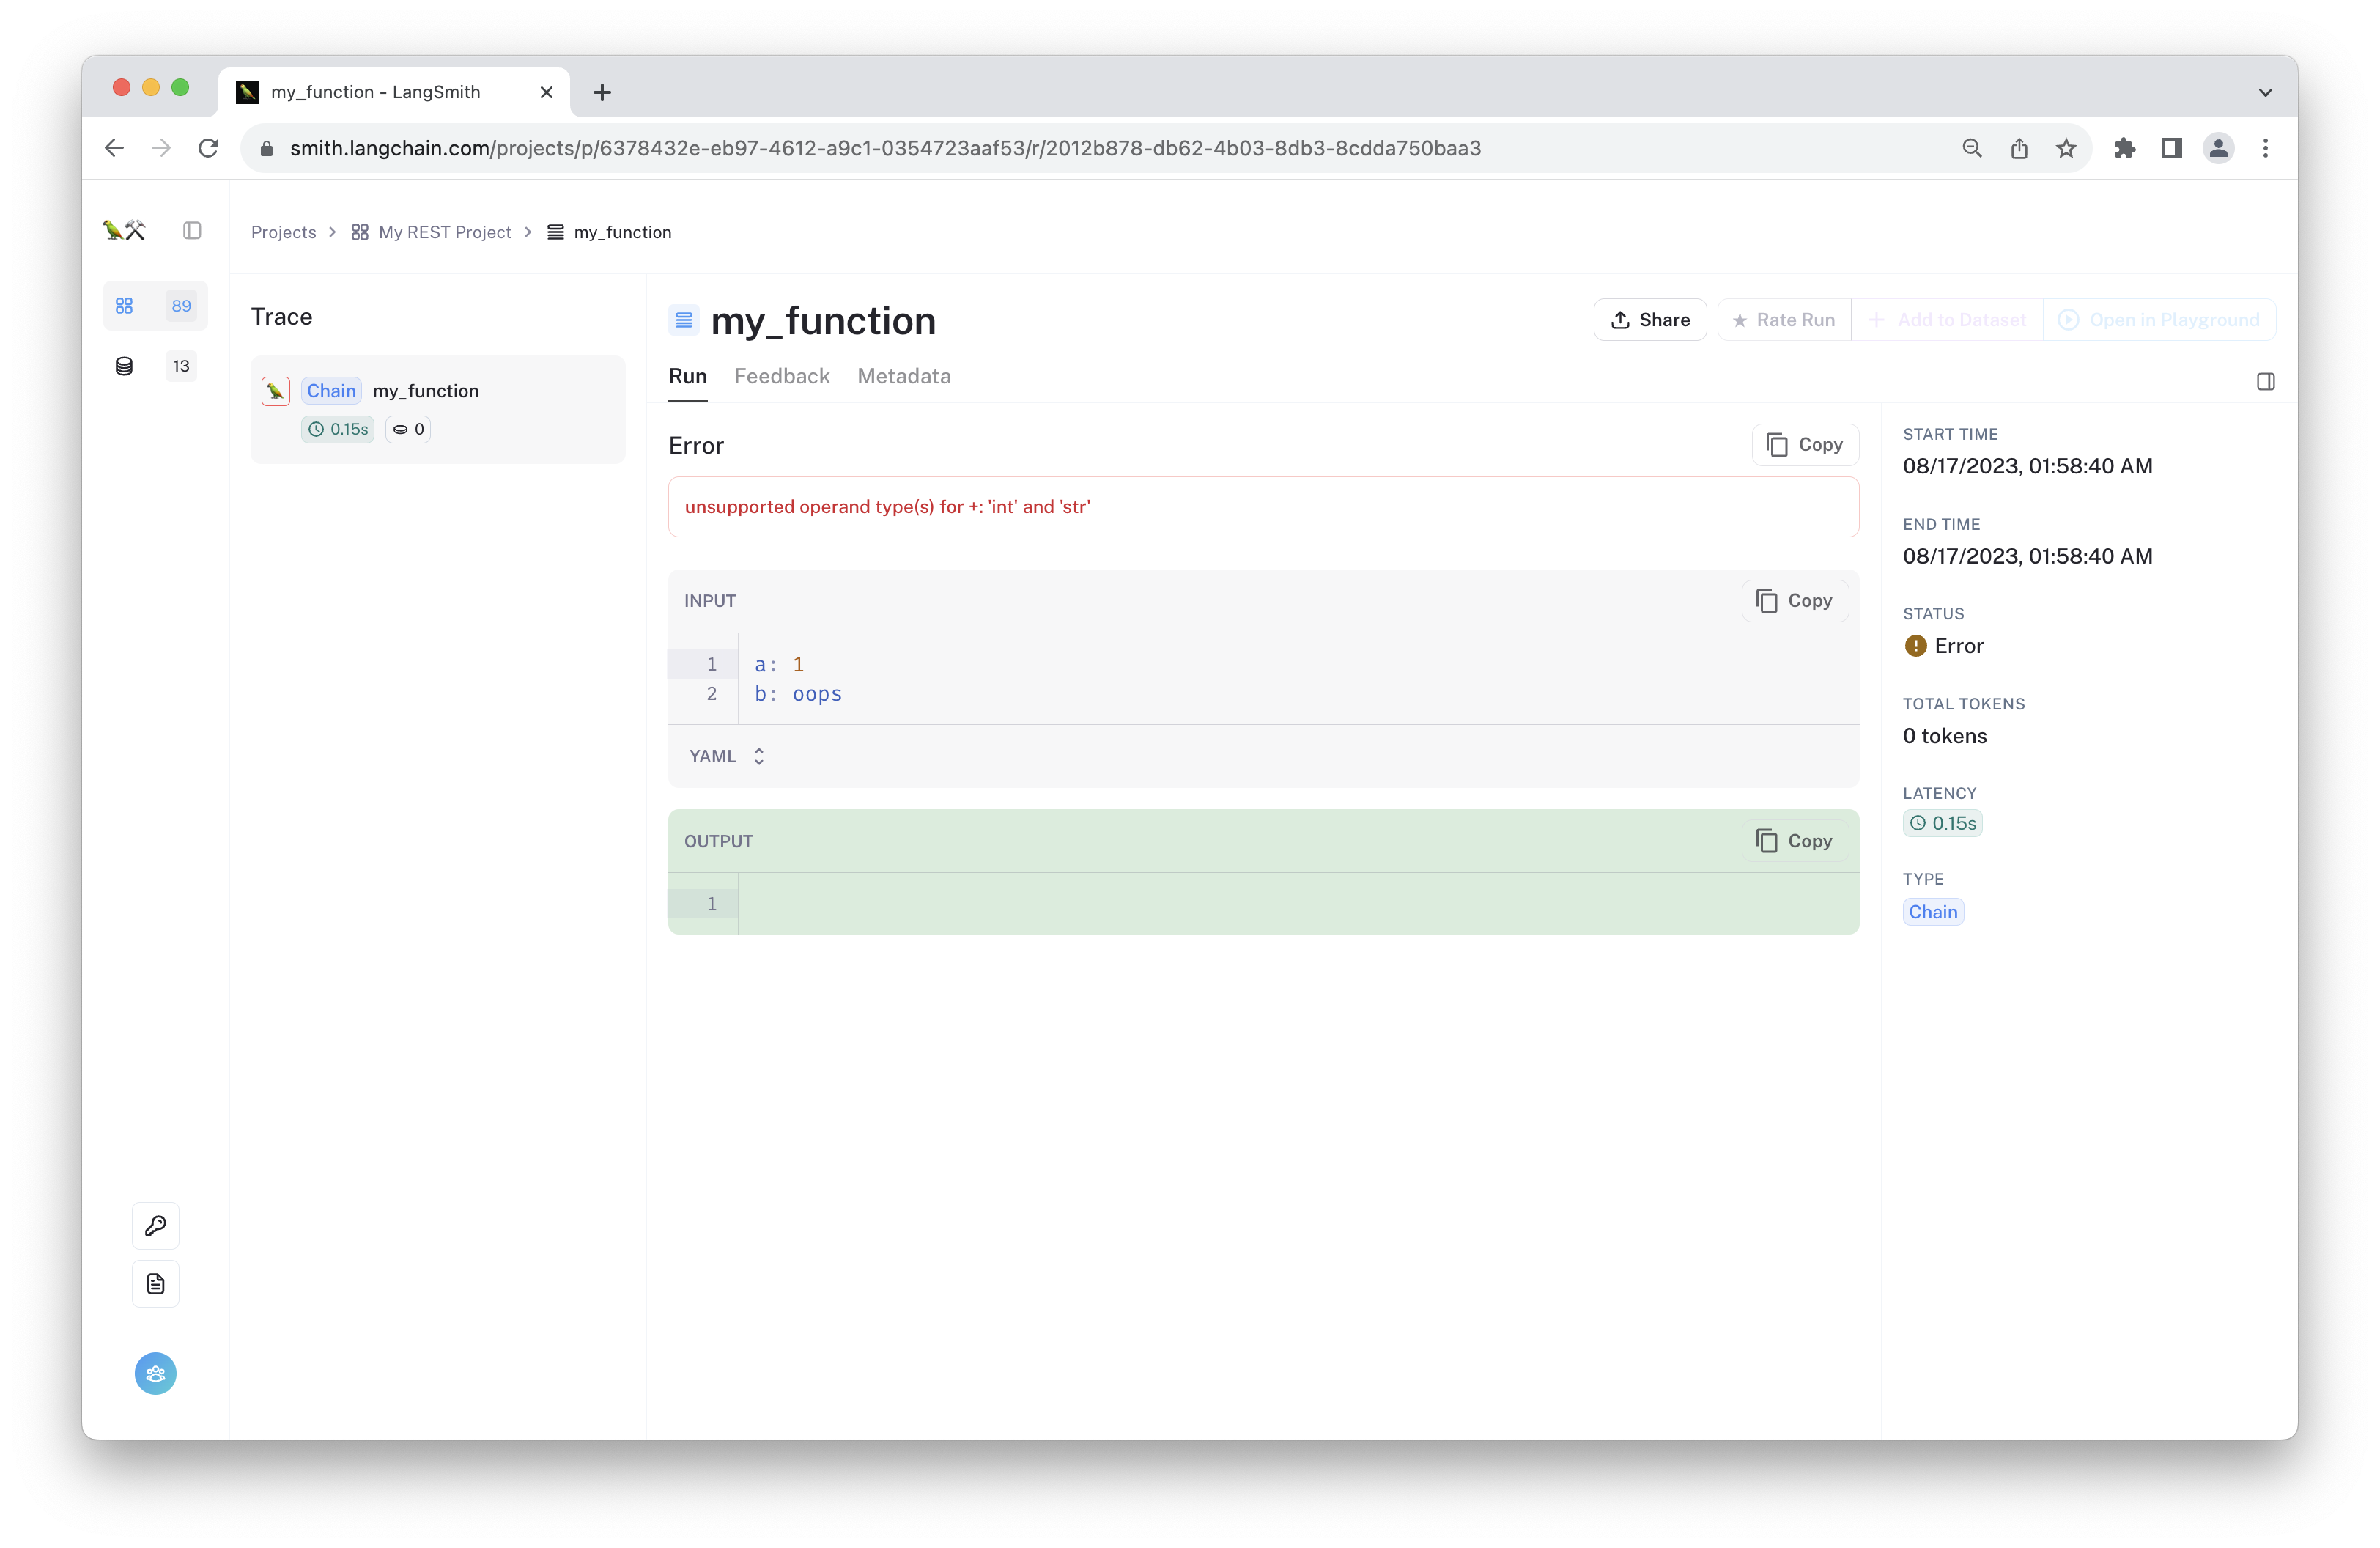 my_function - LangSmith
smith.langchain.com/projects/p/6378432e-eb97-4612-a9c1-0354723aaf53/r/2012b878-db62-4b03-8db3-8cdda750baa3
Projects > My REST Project > my_function
89
13
Trace
Chain my_function
0.15s 0
my_function
Share Rate Run Add to Dataset Open in Playground
Run Feedback Metadata
Error Copy
unsupported operand type(s) for +: 'int' and 'str'
INPUT Copy
1 a: 1
2 b: oops
YAML
OUTPUT Copy
1
START TIME
08/17/2023, 01:58:40 AM
END TIME
08/17/2023, 01:58:40 AM
STATUS
Error
TOTAL TOKENS
0 tokens
LATENCY
0.15s
TYPE
Chain